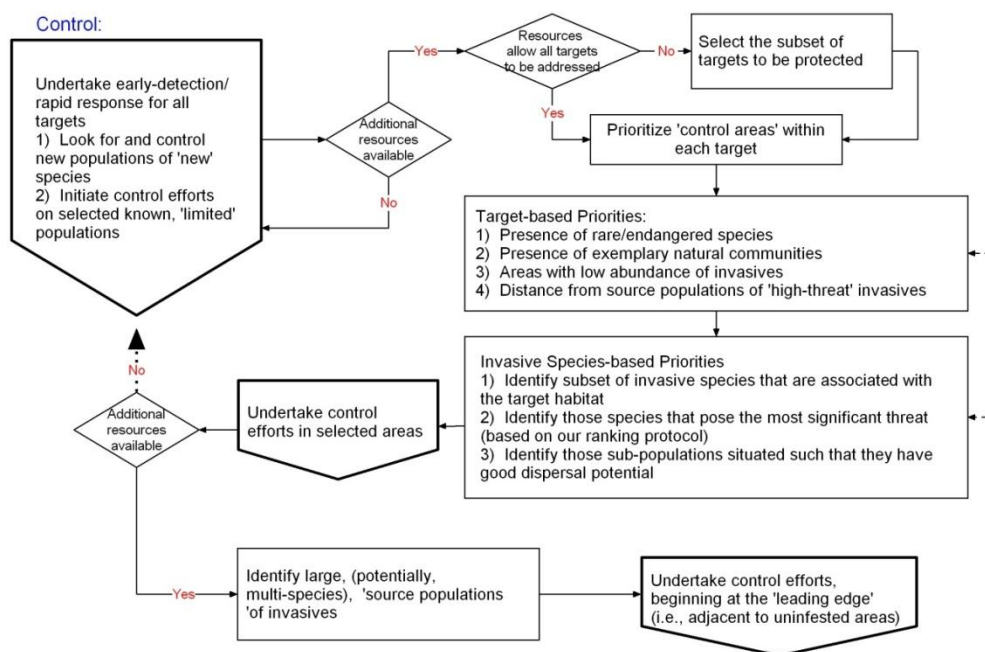 Control:
Undertake early-detection/
rapid response for all
targets
1) Look for and control
new populations of 'new'
species
2) Initiate control efforts
on selected known, 'limited'
populations
Additional
resources
available
Yes
No
Resources
allow all targets
to be addressed
No
Yes
Select the subset of
targets to be protected
Prioritize 'control areas' within
each target
Target-based Priorities:
1) Presence of rare/endangered species
2) Presence of exemplary natural communities
3) Areas with low abundance of invasives
4) Distance from source populations of 'high-threat' invasives
Invasive Species-based Priorities
1) Identify subset of invasive species that are associated with
the target habitat
2) Identify those species that pose the most significant threat
(based on our ranking protocol)
3) Identify those sub-populations situated such that they have
good dispersal potential
Undertake control
efforts in selected areas
Additional
resources
available
No
Yes
Identify large, (potentially,
multi-species), 'source populations
'of invasives
Undertake control efforts,
beginning at the 'leading edge'
(i.e., adjacent to uninfested areas)